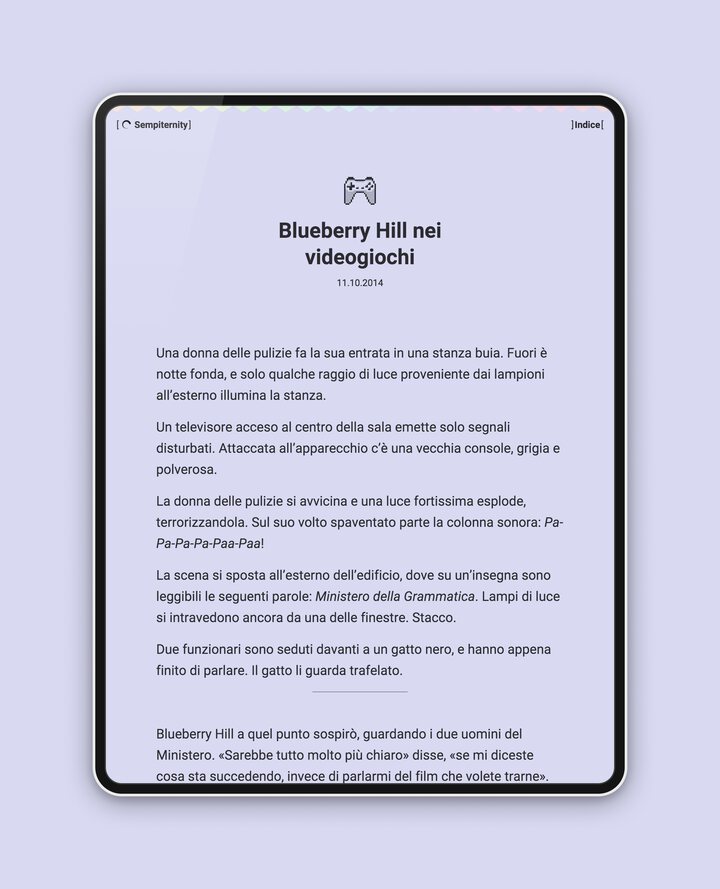 [ Sempiternity]
]Indice[
Blueberry Hill nei
videogiochi
11.10.2014
Una donna delle pulizie fa la sua entrata in una stanza buia. Fuori è
notte fonda, e solo qualche raggio di luce proveniente dai lampioni
all’esterno illumina la stanza.
Un televisore acceso al centro della sala emette solo segnali
disturbati. Attaccata all’apparecchio c’è una vecchia console, grigia e
polverosa.
La donna delle pulizie si avvicina e una luce fortissima esplode,
terrorizzandola. Sul suo volto spaventato parte la colonna sonora: Pa-
Pa-Pa-Pa-Paa-Paa!
La scena si sposta all’esterno dell’edificio, dove su un’insegna sono
leggibili le seguenti parole: Ministero della Grammatica. Lampi di luce
si intravedono ancora da una delle finestre. Stacco.
Due funzionari sono seduti davanti a un gatto nero, e hanno appena
finito di parlare. Il gatto li guarda trafelato.
Blueberry Hill a quel punto sospirò, guardando i due uomini del
Ministero. «Sarebbe tutto molto più chiaro» disse, «se mi diceste
cosa sta succedendo, invece di parlarmi del film che volete trarne».